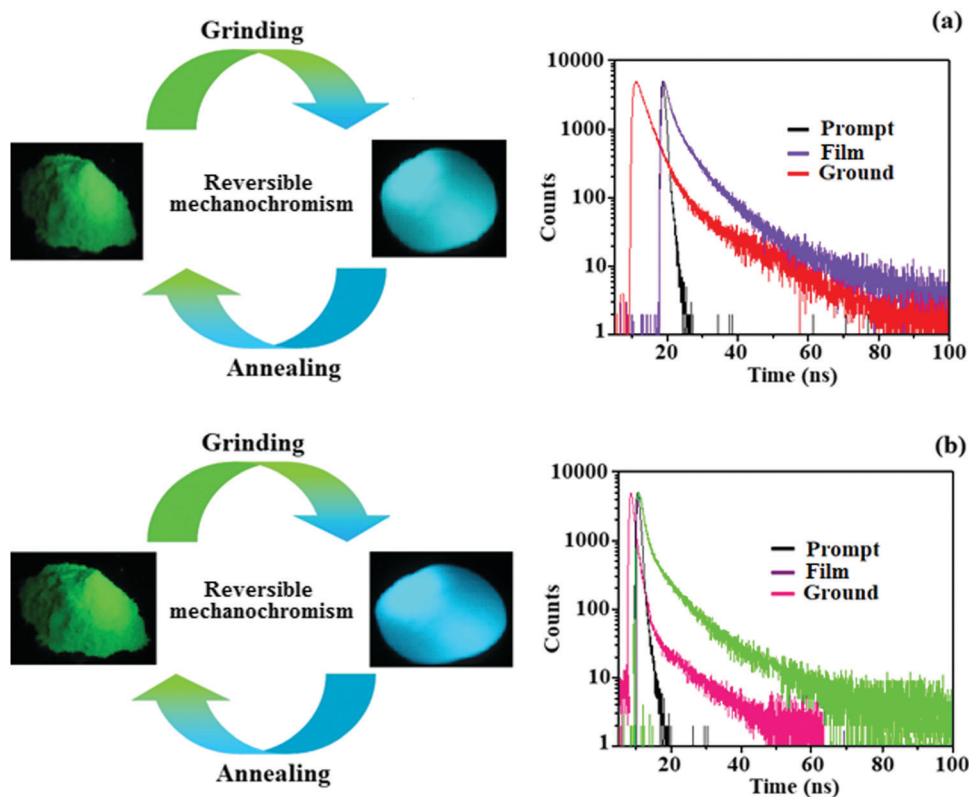 Grinding
Reversible
mechanochromism
Annealing
(a)
10000
1000
100
10
1
Counts
Prompt
Film
Ground
20 40 60 80 100
Time (ns)
Grinding
Reversible
mechanochromism
Annealing
(b)
10000
1000
100
10
1
Counts
Prompt
Film
Ground
20 40 60 80 100
Time (ns)